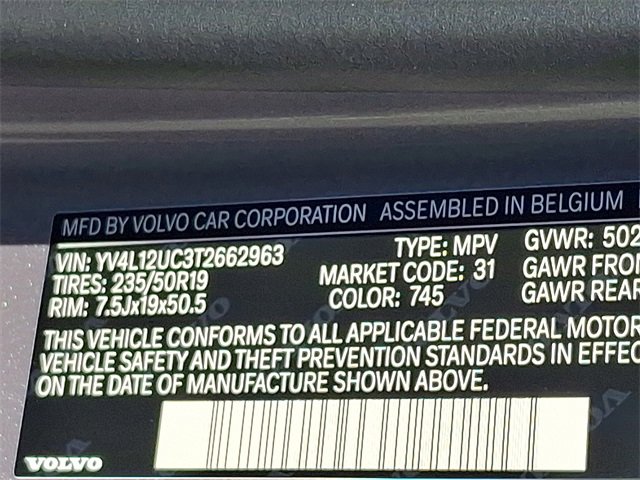 MFD BY VOLVO CAR CORPORATION ASSEMBLED IN BELGIUM
VIN: YV4L12UC3T2662963 TYPE: MPV GVWR: 502
TIRES: 235/50R19 MARKET CODE: 31 GAWR FRON
RIM: 7.5Jx19x50.5 COLOR: 745 GAWR REAR
THIS VEHICLE CONFORMS TO ALL APPLICABLE FEDERAL MOTOR
VEHICLE SAFETY AND THEFT PREVENTION STANDARDS IN EFFEC
ON THE DATE OF MANUFACTURE SHOWN ABOVE.
VOLVO